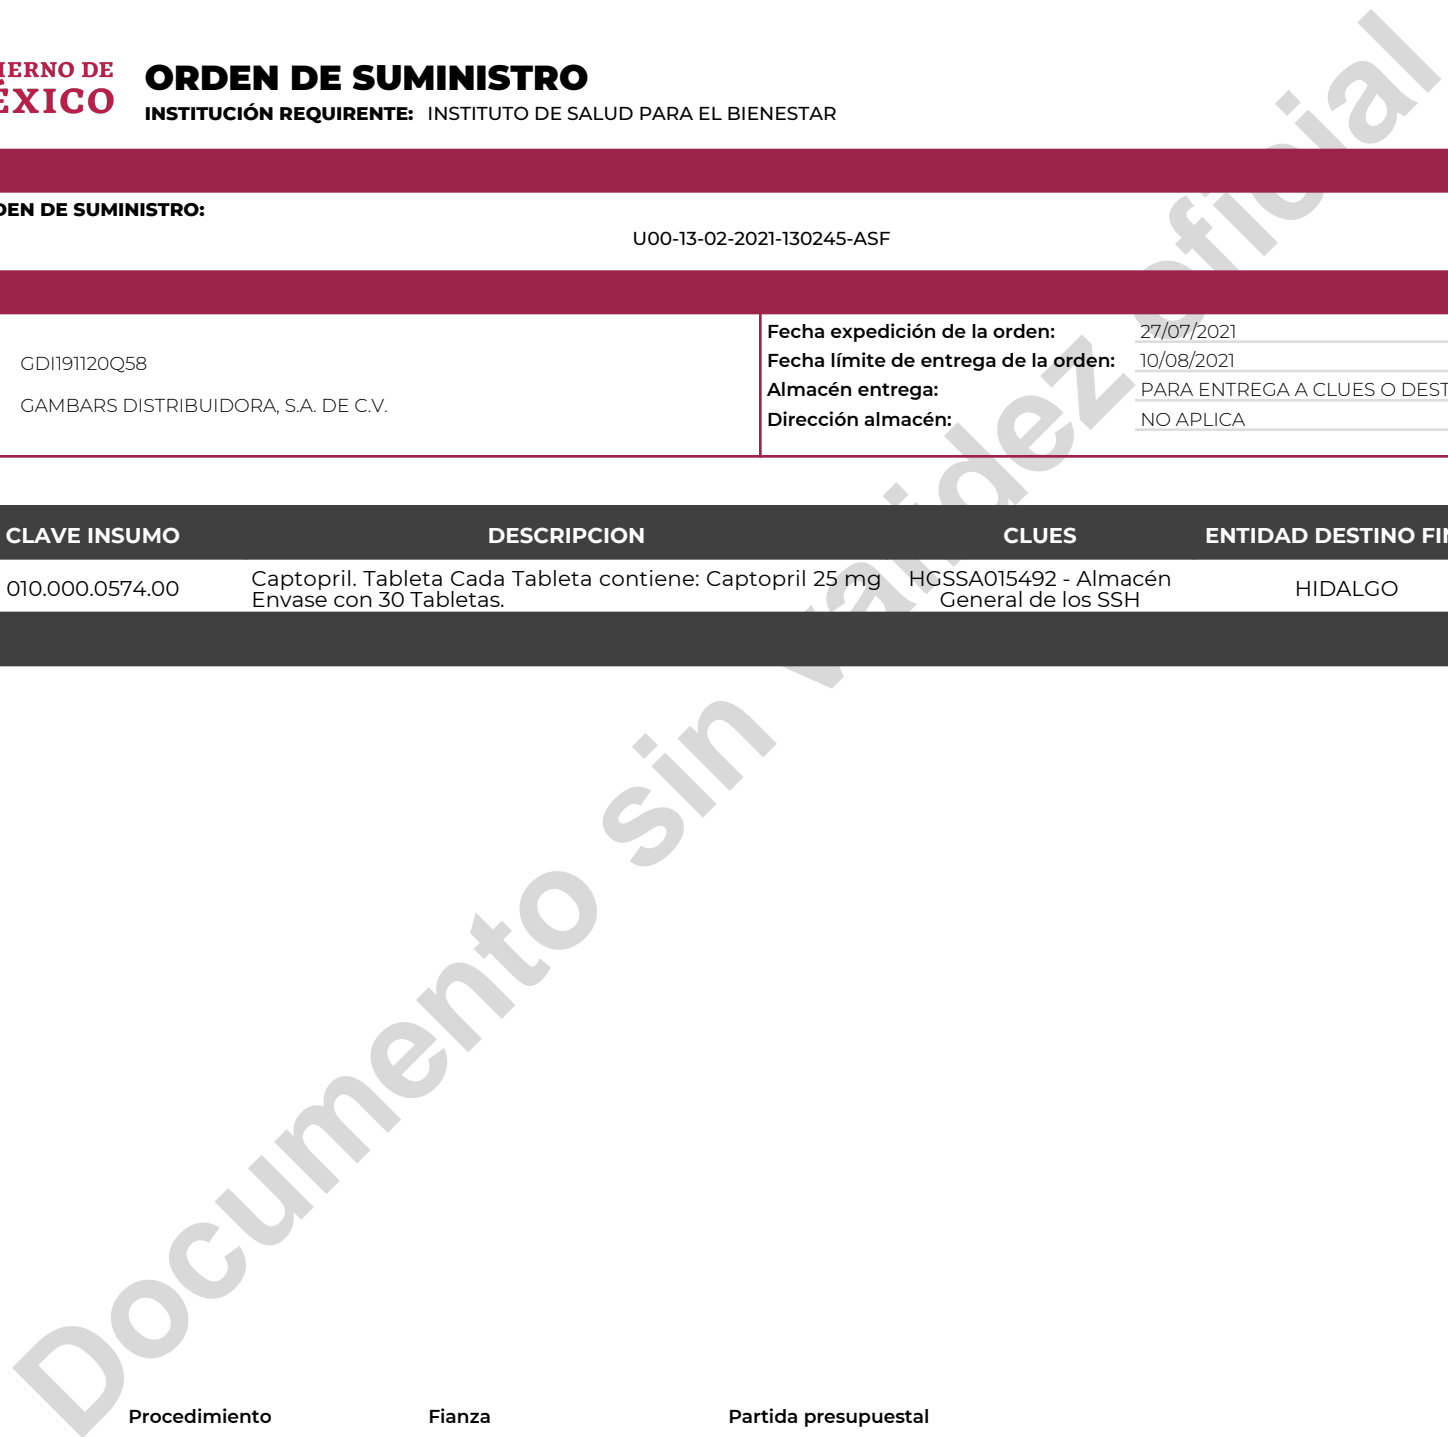 IERNO DE
ÉXICO
ORDEN DE SUMINISTRO
INSTITUCIÓN REQUIRENTE: INSTITUTO DE SALUD PARA EL BIENESTAR
DEN DE SUMINISTRO:
U00-13-02-2021-130245-ASF
GDI191120Q58
GAMBARS DISTRIBUIDORA, S.A. DE C.V.
Fecha expedición de la orden: 27/07/2021
Fecha límite de entrega de la orden: 10/08/2021
Almacén entrega: PARA ENTREGA A CLUES O DEST
Dirección almacén: NO APLICA
CLAVE INSUMO DESCRIPCION CLUES ENTIDAD DESTINO FIN
010.000.0574.00
Captopril. Tableta Cada Tableta contiene: Captopril 25 mg
Envase con 30 Tabletas.
HGSSA015492 - Almacén
General de los SSH
HIDALGO
Documento sin validez oficial
Procedimiento Fianza Partida presupuestal